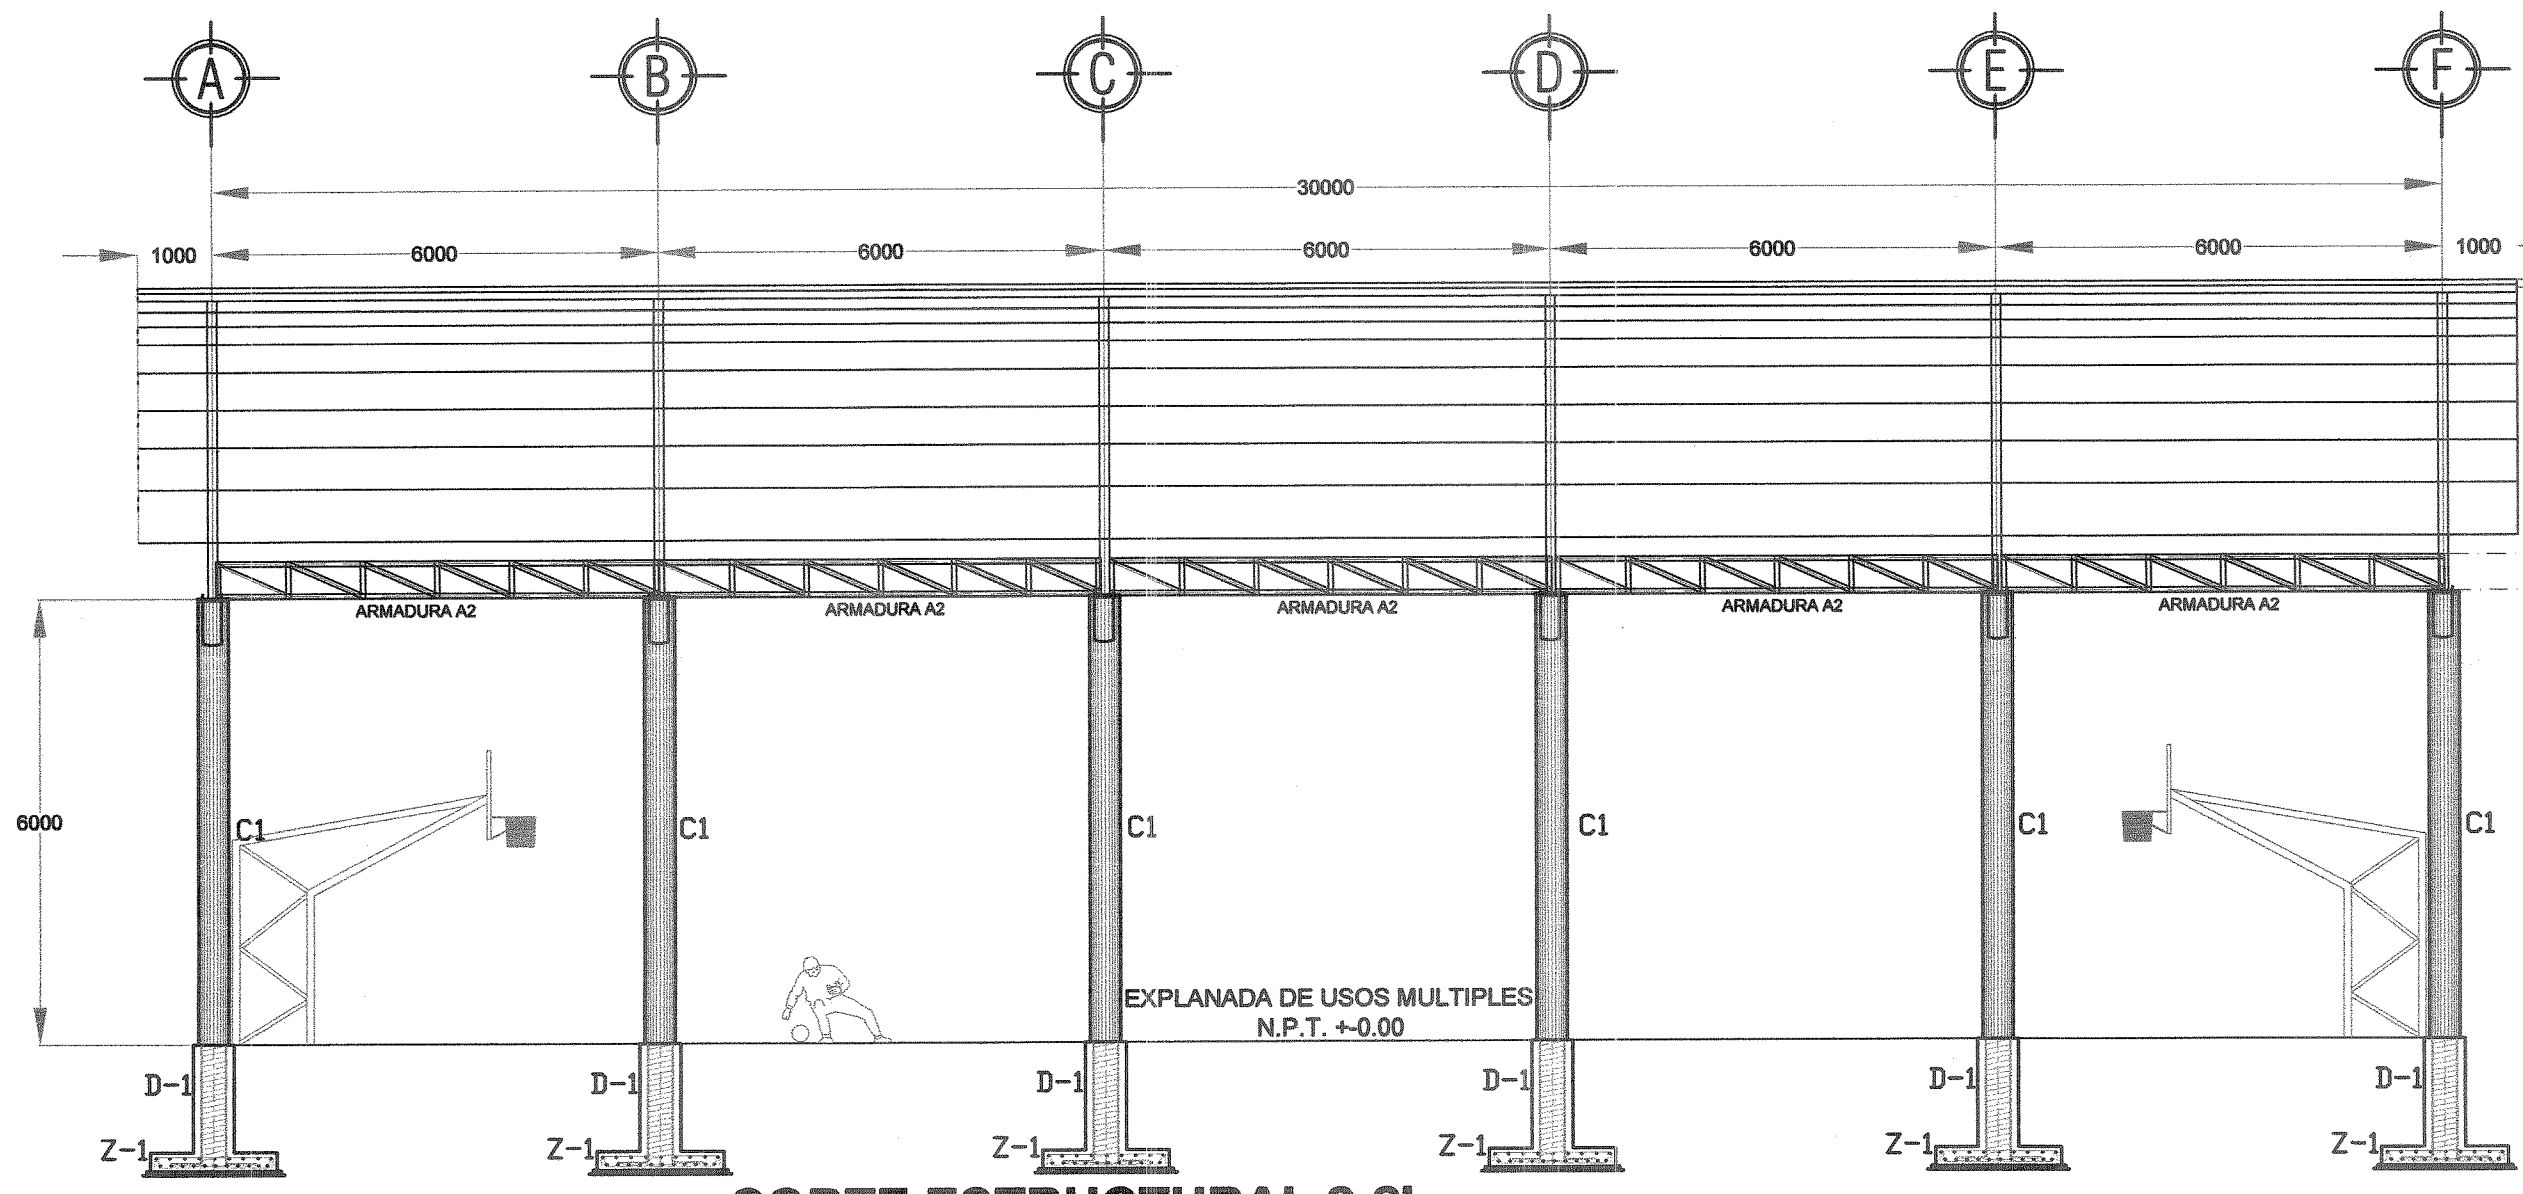 A B C D E F
30000
1000 6000 6000 6000 6000 6000 1000
ARMADURA A2 ARMADURA A2 ARMADURA A2 ARMADURA A2 ARMADURA A2
6000 C1 C1 C1 C1 C1 C1
EXPLANADA DE USOS MULTIPLES
N.P.T. +-0.00
D-1 D-1 D-1 D-1 D-1 D-1
Z-1 Z-1 Z-1 Z-1 Z-1 Z-1
CORTE ESTRUCTURAL